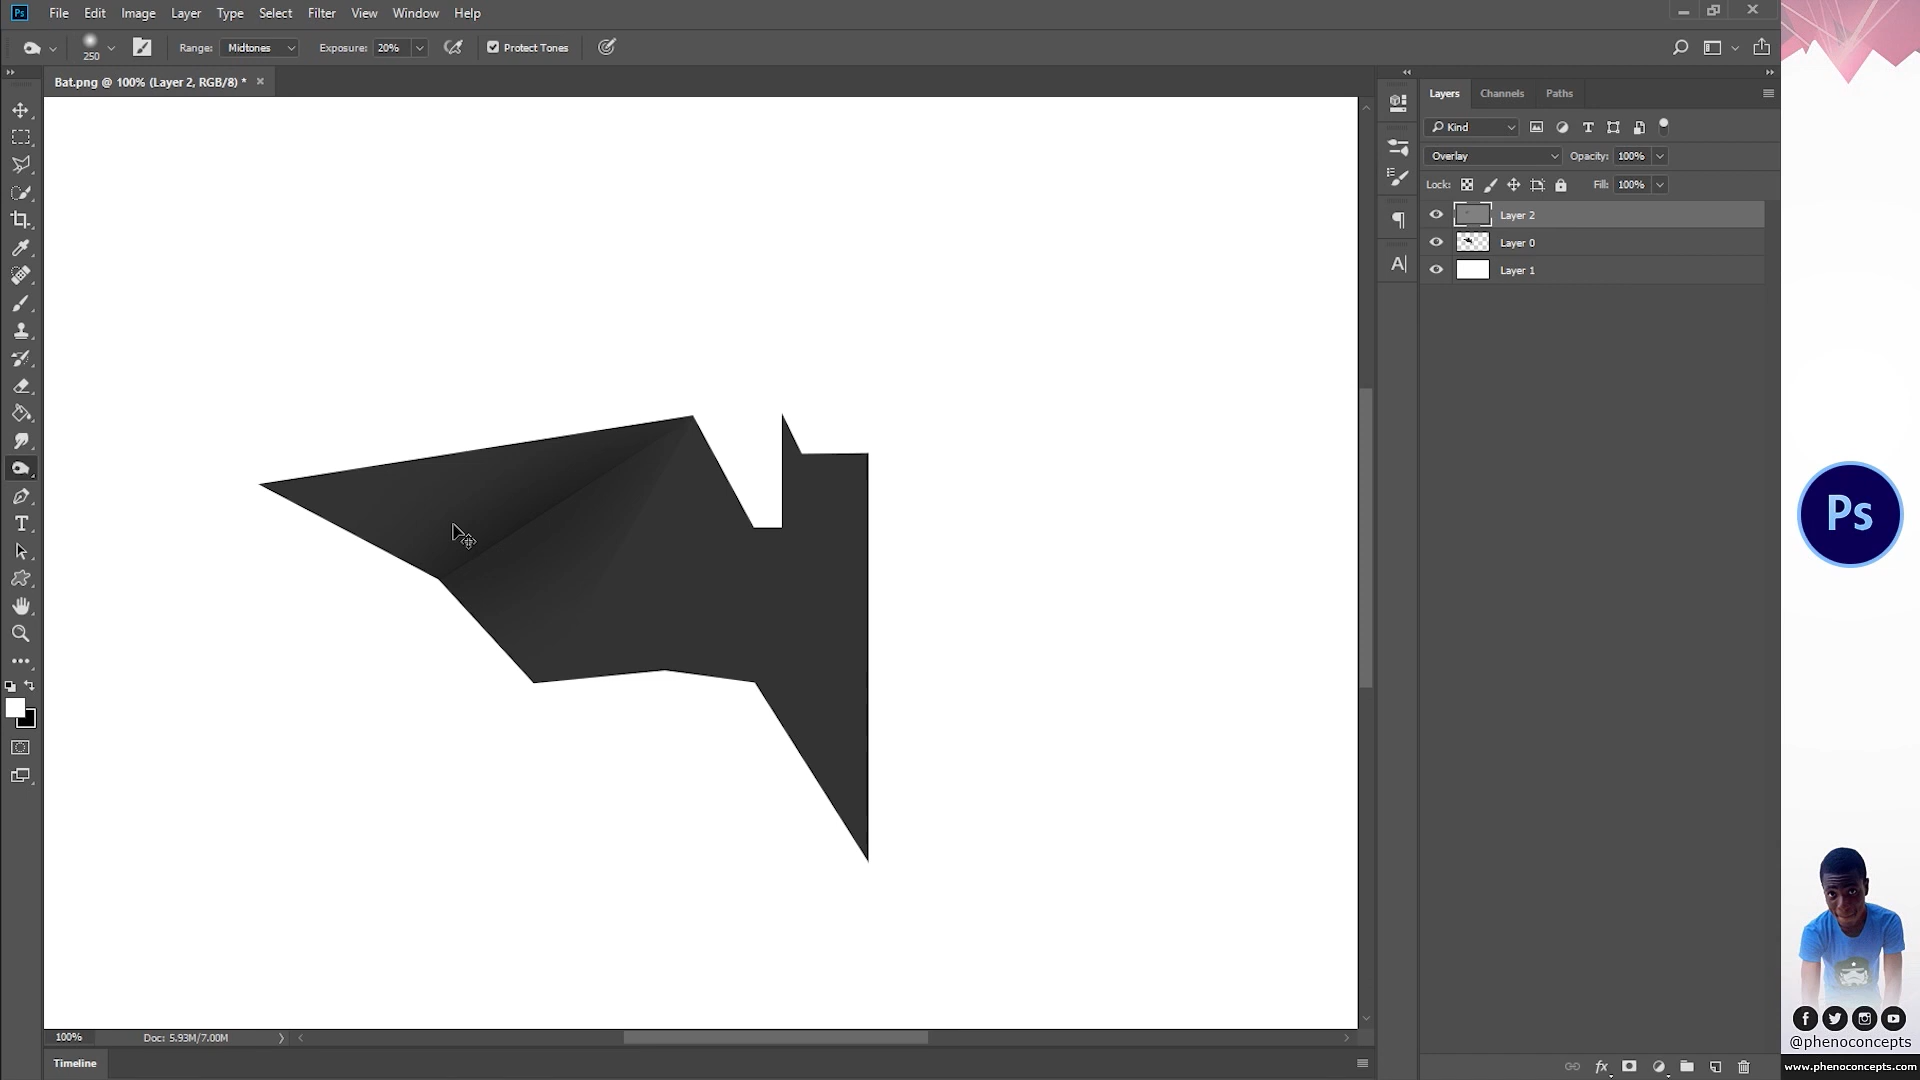 Ps File Edit Image Layer Type Select Filter View Window Help
250 Range: Midtones Exposure: 20% Protect Tones
Bat.png @ 100% (Layer 2, RGB/8) *
Layers Channels Paths
Kind
Overlay Opacity: 100%
Lock: Fill: 100%
Layer 2
Layer 0
Layer 1
Ps
100% Doc: 5.93M/7.00M
Timeline
@phenoconcepts
www.phenoconcepts.com